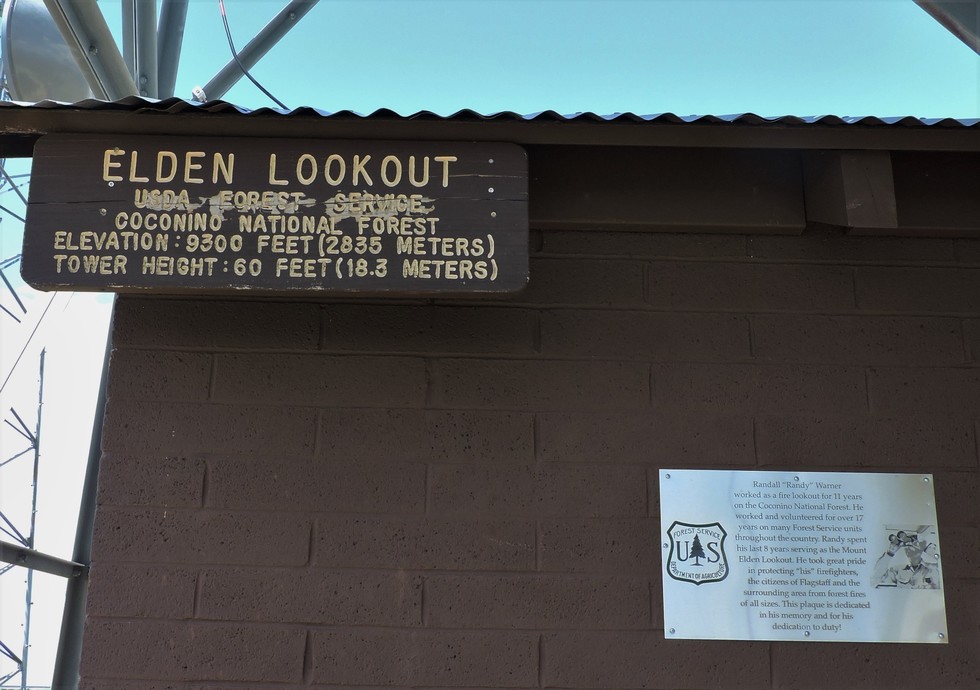 ELDEN LOOKOUT
USDA FOREST SERVICE
COCONINO NATIONAL FOREST
ELEVATION:9300 FEET(2835 METERS)
TOWER HEIGHT:60 FEET(18.3 METERS)
Randall "Randy" Warner
worked as a fire lookout for 11 years
on the Coconino National Forest. He
worked and volunteered for over 17
years on many Forest Service units
throughout the country. Randy spent
his last 8 years serving as the Mount
Elden Lookout. He took great pride
in protecting "his" firefighters,
the citizens of Flagstaff and the
surrounding area from forest fires
of all sizes. This plaque is dedicated
in his memory and for his
dedication to duty!
FOREST SERVICE
U S
DEPARTMENT OF AGRICULTURE